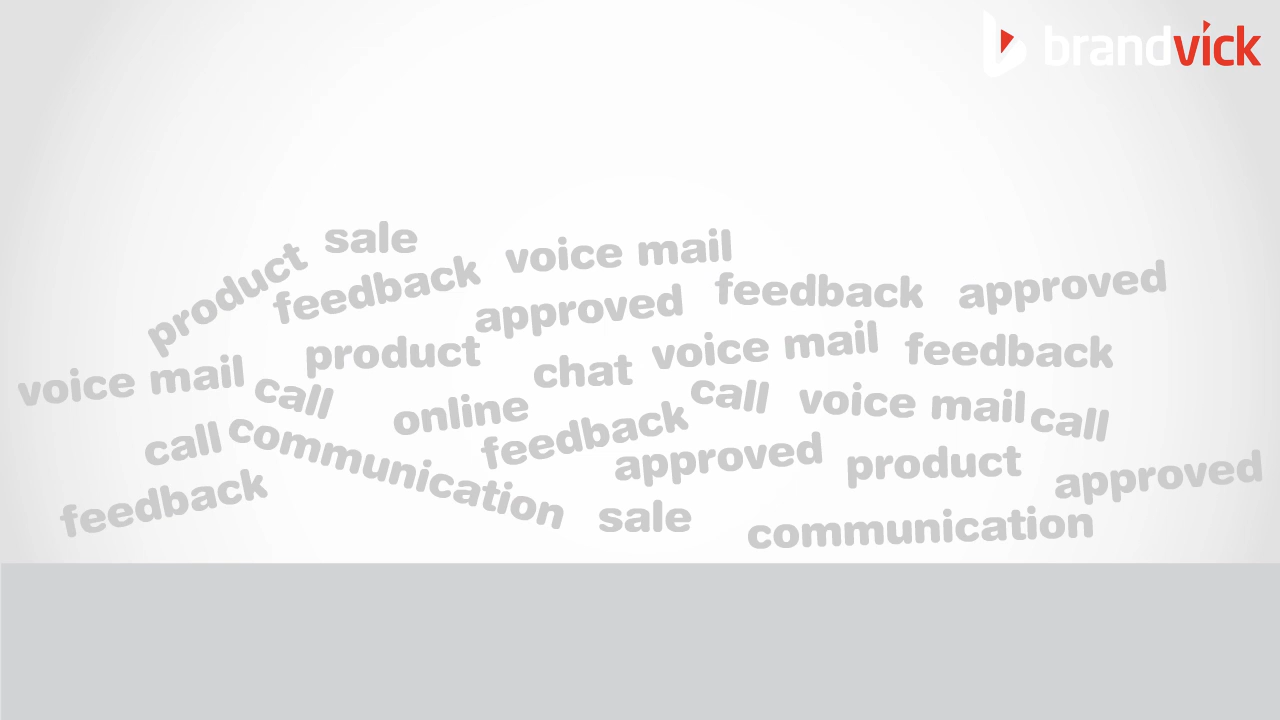 brandvick
sale
product
feedback
voice mail
approved
feedback
approved
voice mail
call
product
chat
voice mail
feedback
call
communication
online
feedback
call
voice mail
call
approved
product
approved
feedback
sale
communication